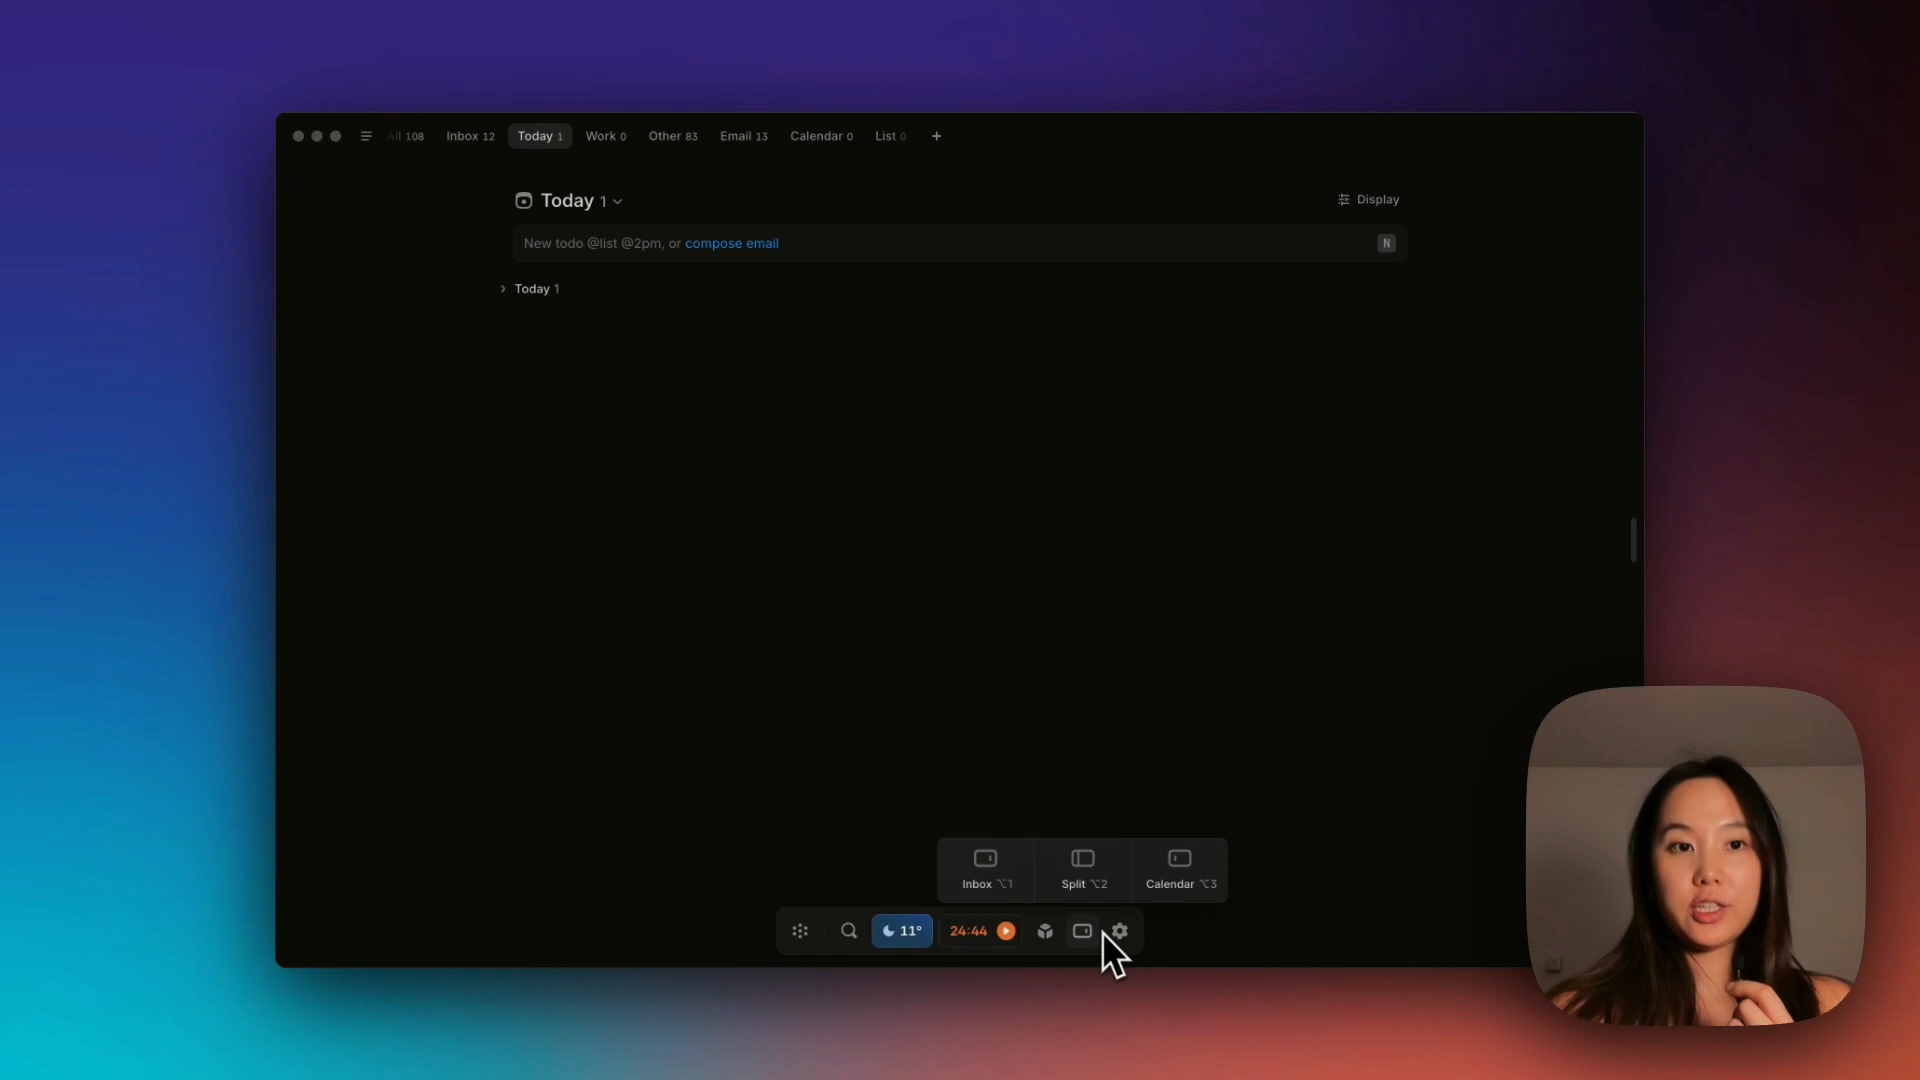 All 108 Inbox 12 Today 1 Work 0 Other 83 Email 13 Calendar 0 List 0 +
Today 1
Display
New todo @list @2pm, or compose email
N
Today 1
Inbox ⌥1
Split ⌥2
Calendar ⌥3
11°
24:44